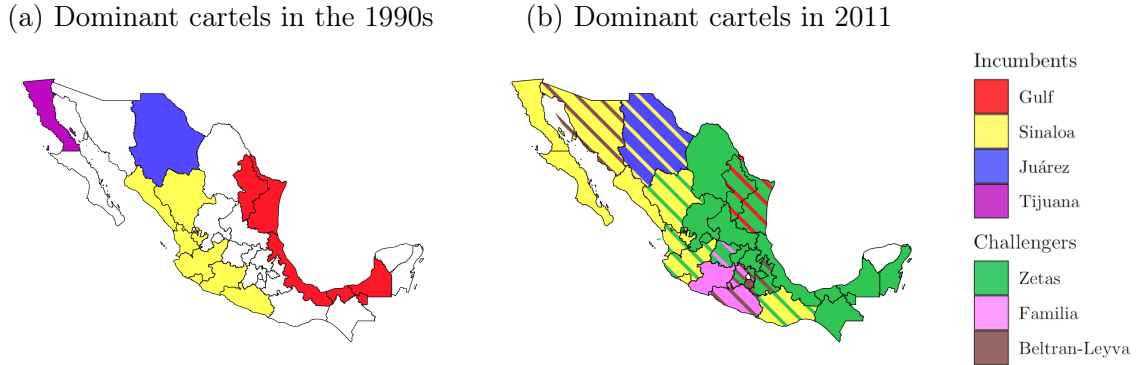 (a) Dominant cartels in the 1990s
(b) Dominant cartels in 2011
Incumbents
Gulf
Sinaloa
Juárez
Tijuana
Challengers
Zetas
Familia
Beltran-Leyva